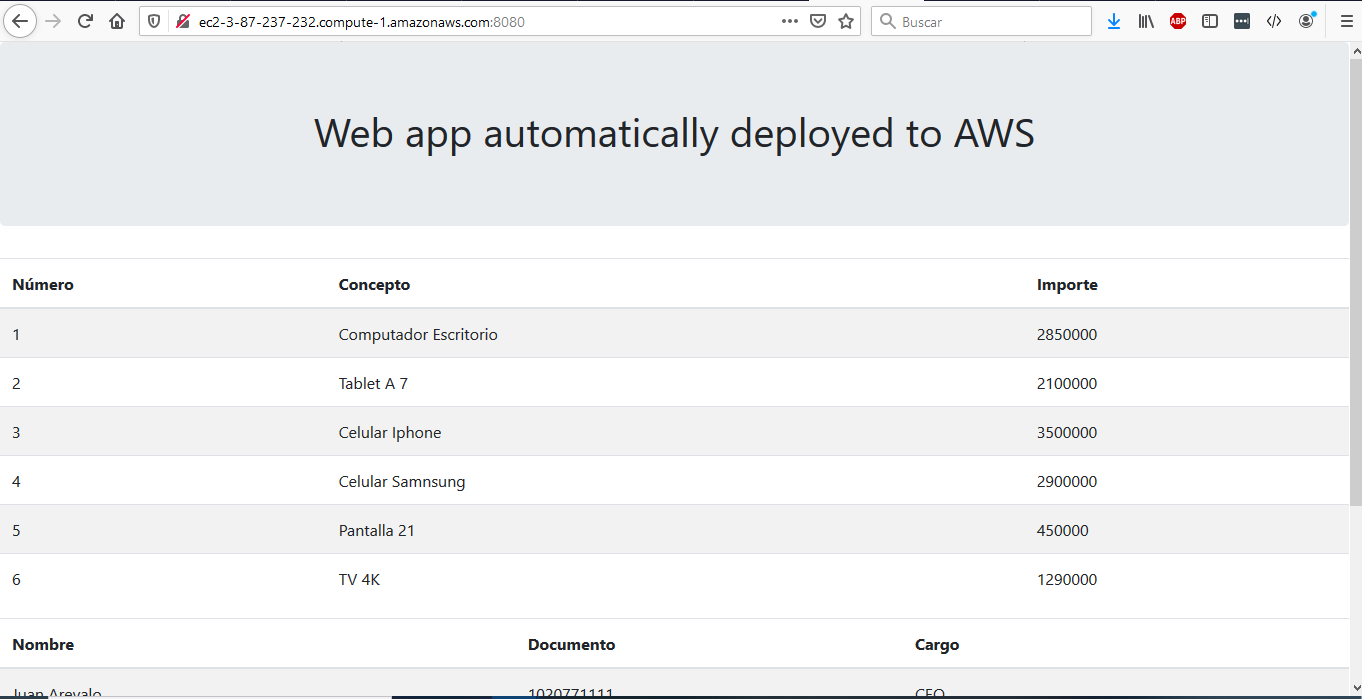 ec2-3-87-237-232.compute-1.amazonaws.com:8080
Buscar
ABP
Web app automatically deployed to AWS
Número Concepto Importe
1 Computador Escritorio 2850000
2 Tablet A 7 2100000
3 Celular Iphone 3500000
4 Celular Samnsung 2900000
5 Pantalla 21 450000
6 TV 4K 1290000
Nombre Documento Cargo
Juan Arevalo 1020771111 CEO